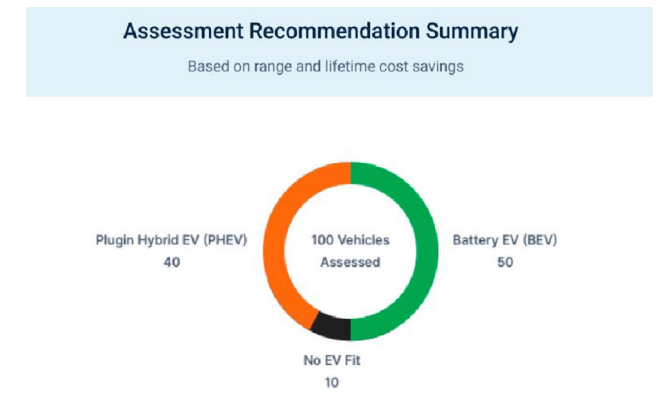 Assessment Recommendation Summary
Based on range and lifetime cost savings
Plugin Hybrid EV (PHEV)
40
100 Vehicles
Assessed
Battery EV (BEV)
50
No EV Fit
10